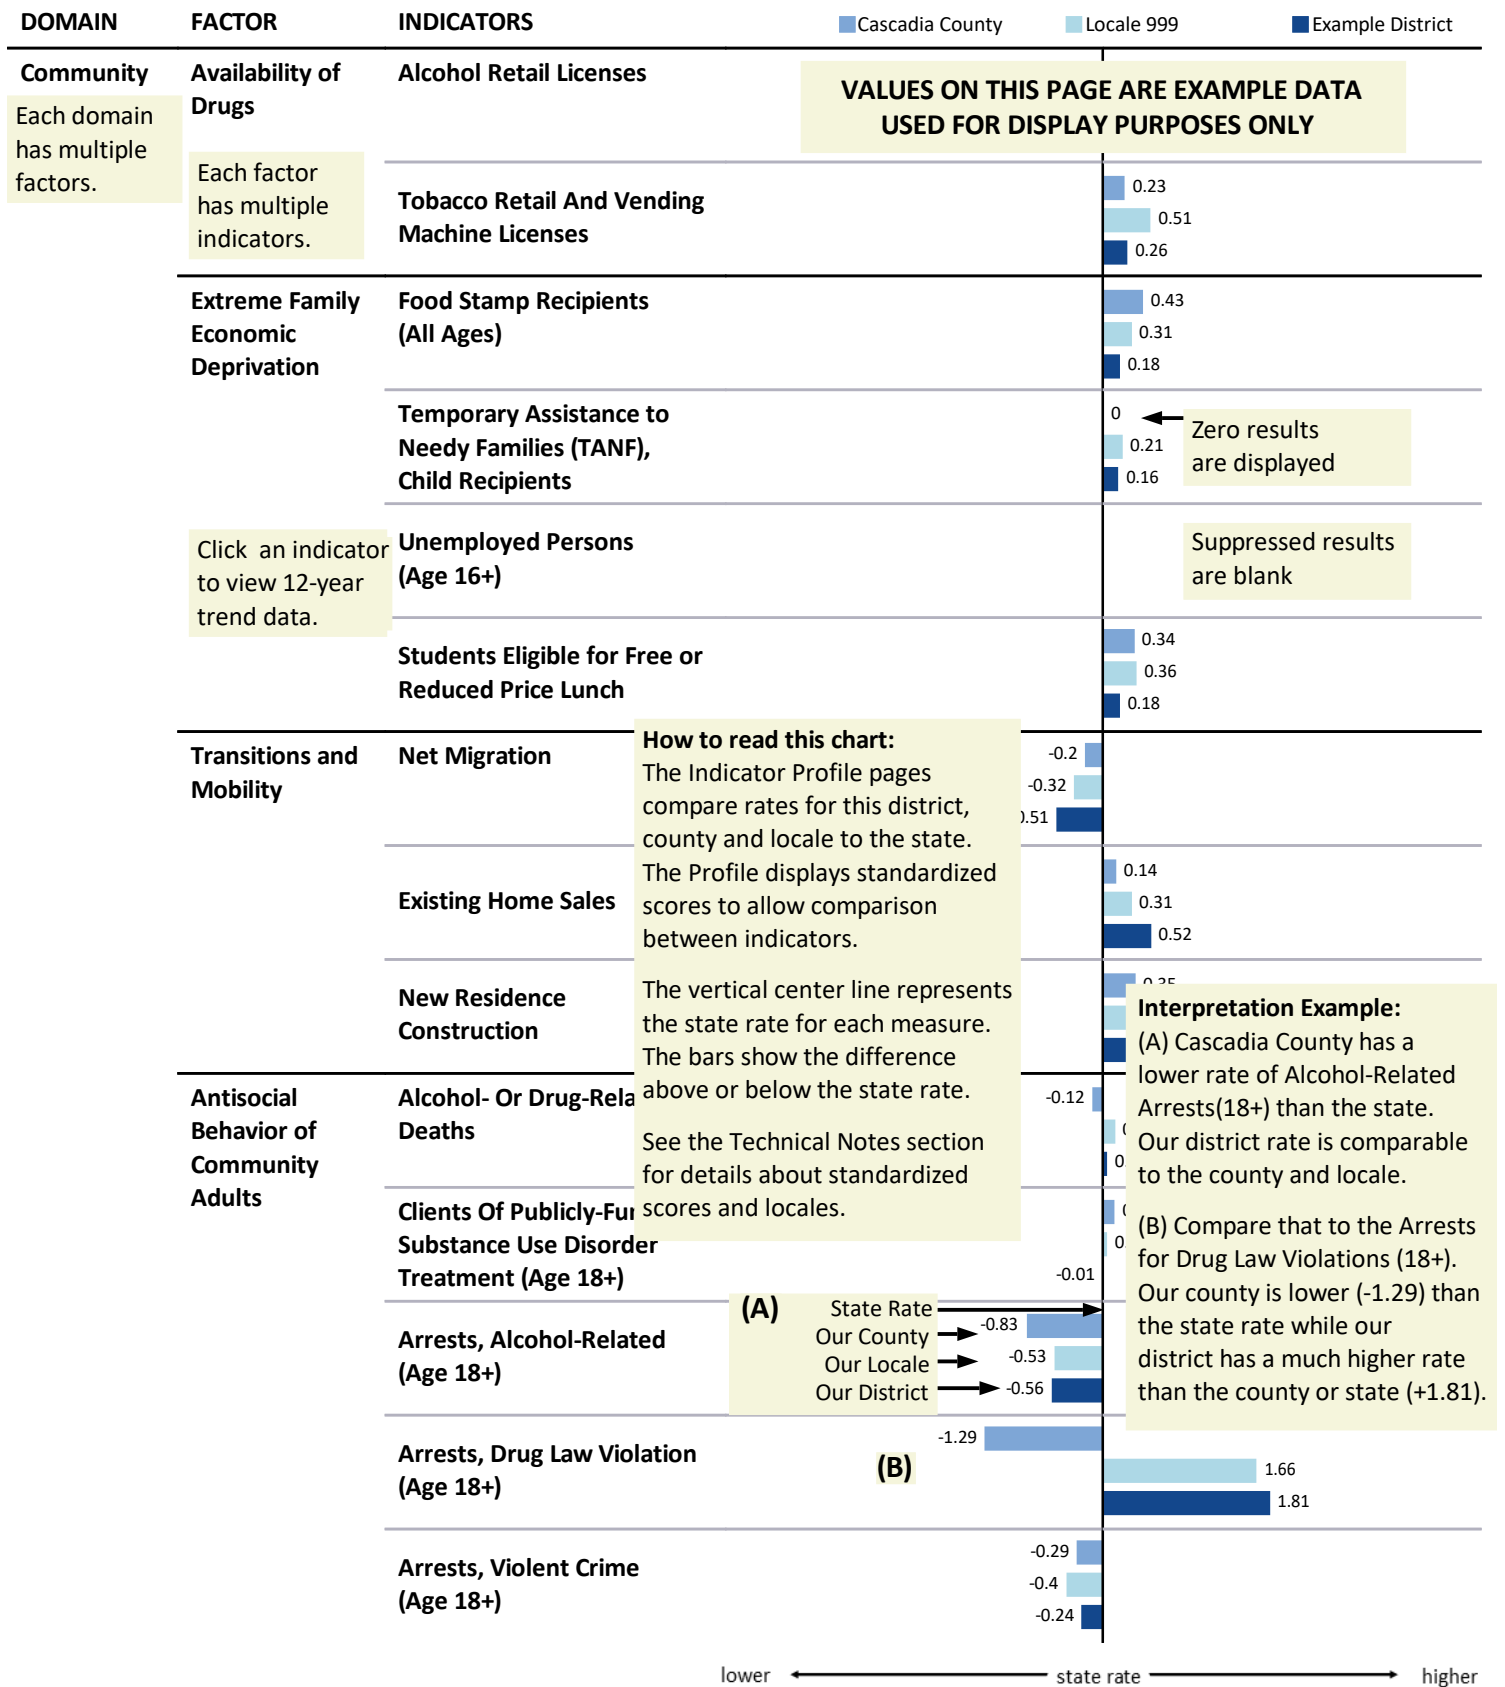 DOMAIN FACTOR INDICATORS Cascadia County Locale 999 Example District
Community
Each domain
has multiple
factors.
Availability of
Drugs
Each factor
has multiple
indicators.
Alcohol Retail Licenses
VALUES ON THIS PAGE ARE EXAMPLE DATA
USED FOR DISPLAY PURPOSES ONLY
Tobacco Retail And Vending
Machine Licenses
0.23
0.51
0.26
Extreme Family
Economic
Deprivation
Food Stamp Recipients
(All Ages)
0.43
0.31
0.18
Temporary Assistance to
Needy Families (TANF),
Child Recipients
0
0.21
0.16
Zero results
are displayed
Click an indicator
to view 12-year
trend data.
Unemployed Persons
(Age 16+)
Suppressed results
are blank
Students Eligible for Free or
Reduced Price Lunch
0.34
0.36
0.18
Transitions and
Mobility
Net Migration
-0.2
-0.32
0.51
How to read this chart:
The Indicator Profile pages
compare rates for this district,
county and locale to the state.
The Profile displays standardized
scores to allow comparison
between indicators.
The vertical center line represents
the state rate for each measure.
The bars show the difference
above or below the state rate.
See the Technical Notes section
for details about standardized
scores and locales.
Existing Home Sales
0.14
0.31
0.52
New Residence
Construction
0.35
Interpretation Example:
(A) Cascadia County has a
lower rate of Alcohol-Related
Arrests(18+) than the state.
Our district rate is comparable
to the county and locale.
(B) Compare that to the Arrests
for Drug Law Violations (18+).
Our county is lower (-1.29) than
the state rate while our
district has a much higher rate
than the county or state (+1.81).
Antisocial
Behavior of
Community
Adults
Alcohol- Or Drug-Rela
Deaths
-0.12
Clients Of Publicly-Fu
Substance Use Disorder
Treatment (Age 18+)
-0.01
Arrests, Alcohol-Related
(Age 18+)
(A) State Rate
Our County -0.83
Our Locale -0.53
Our District -0.56
Arrests, Drug Law Violation
(Age 18+)
(B)
-1.29
1.66
1.81
Arrests, Violent Crime
(Age 18+)
-0.29
-0.4
-0.24
lower state rate higher